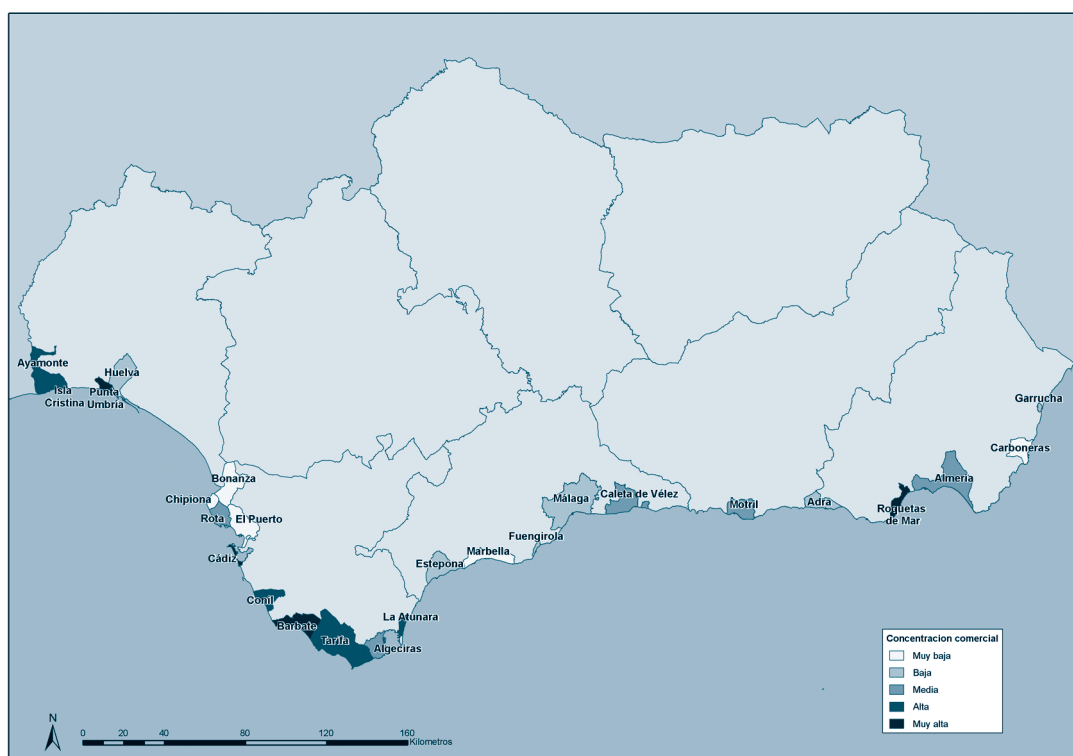 Ayamonte
Isla
Cristina
Punta
Umbría
Huelva
Bonanza
Chipiona
Rota
El Puerto
Cádiz
Conil
Barbate
Tarifa
Algeciras
La Atunara
Estepona
Marbella
Fuengirola
Málaga
Caleta de Vélez
Motril
Adra
Roquetas
de Mar
Almería
Carboneras
Garrucha
Concentracion comercial
Muy baja
Baja
Media
Alta
Muy alta
N
0 20 40 80 120 160
Kilometros